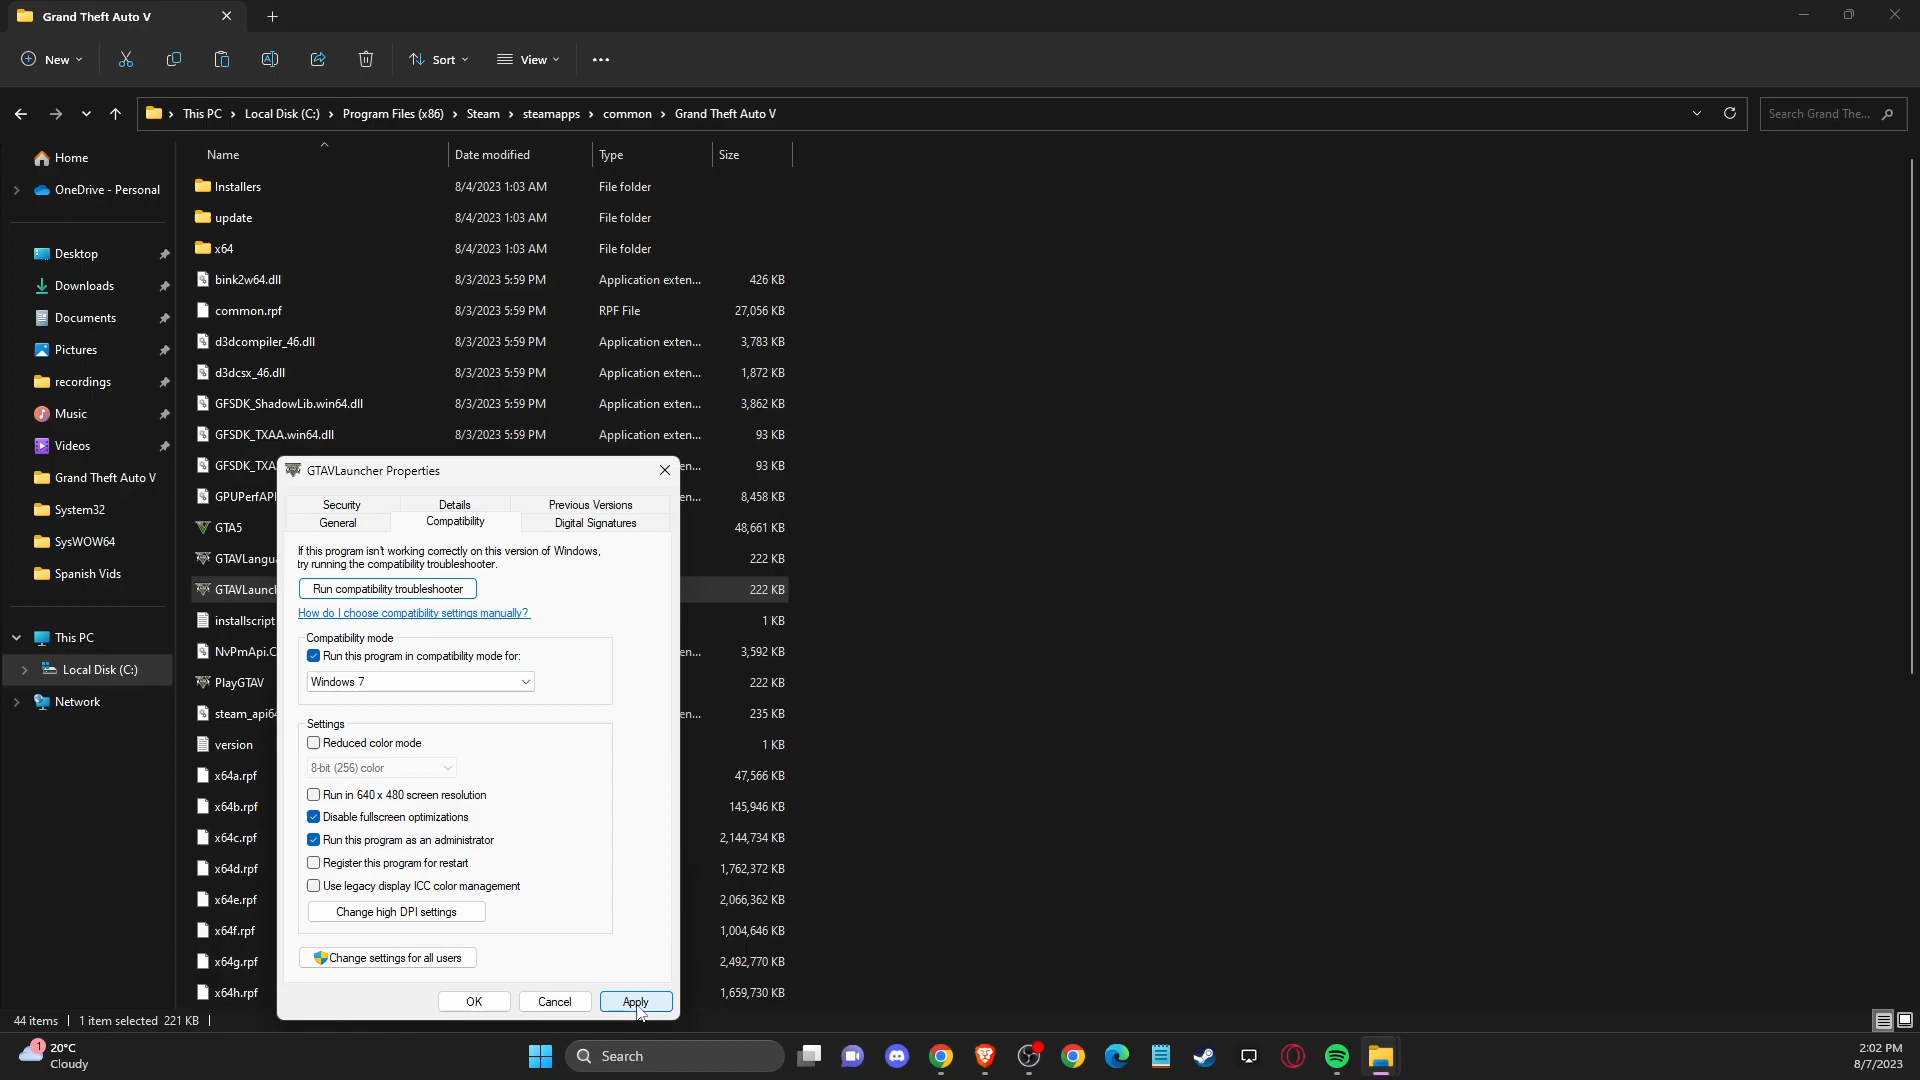 Grand Theft Auto V
New
Sort
View
This PC > Local Disk (C:) > Program Files (x86) > Steam > steamapps > common > Grand Theft Auto V
Search Grand The...
Home
OneDrive - Personal
Desktop
Downloads
Documents
Pictures
recordings
Music
Videos
Grand Theft Auto V
System32
SysWOW64
Spanish Vids
This PC
Local Disk (C:)
Network
Name Date modified Type Size
Installers 8/4/2023 1:03 AM File folder
update 8/4/2023 1:03 AM File folder
x64 8/4/2023 1:03 AM File folder
bink2w64.dll 8/3/2023 5:59 PM Application exten... 426 KB
common.rpf 8/3/2023 5:59 PM RPF File 27,056 KB
d3dcompiler_46.dll 8/3/2023 5:59 PM Application exten... 3,783 KB
d3dcsx_46.dll 8/3/2023 5:59 PM Application exten... 1,872 KB
GFSDK_ShadowLib.win64.dll 8/3/2023 5:59 PM Application exten... 3,862 KB
GFSDK_TXAA.win64.dll 8/3/2023 5:59 PM Application exten... 93 KB
GFSDK_TXA en... 93 KB
GPUPerfAPI en... 8,458 KB
GTA5 48,661 KB
GTAVLangu 222 KB
GTAVLaunch 222 KB
installscript 1 KB
NvPmApi.C en... 3,592 KB
PlayGTAV 222 KB
steam_api6 en... 235 KB
version 1 KB
x64a.rpf 47,566 KB
x64b.rpf 145,946 KB
x64c.rpf 2,144,734 KB
x64d.rpf 1,762,372 KB
x64e.rpf 2,066,362 KB
x64f.rpf 1,004,646 KB
x64g.rpf 2,492,770 KB
x64h.rpf 1,659,730 KB
GTAVLauncher Properties
Security Details Previous Versions
General Compatibility Digital Signatures
If this program isn't working correctly on this version of Windows,
try running the compatibility troubleshooter.
Run compatibility troubleshooter
How do I choose compatibility settings manually?
Compatibility mode
Run this program in compatibility mode for:
Windows 7
Settings
Reduced color mode
8-bit (256) color
Run in 640 x 480 screen resolution
Disable fullscreen optimizations
Run this program as an administrator
Register this program for restart
Use legacy display ICC color management
Change high DPI settings
Change settings for all users
OK Cancel Apply
44 items 1 item selected 221 KB
1
20°C
Cloudy
Search
2:02 PM
8/7/2023